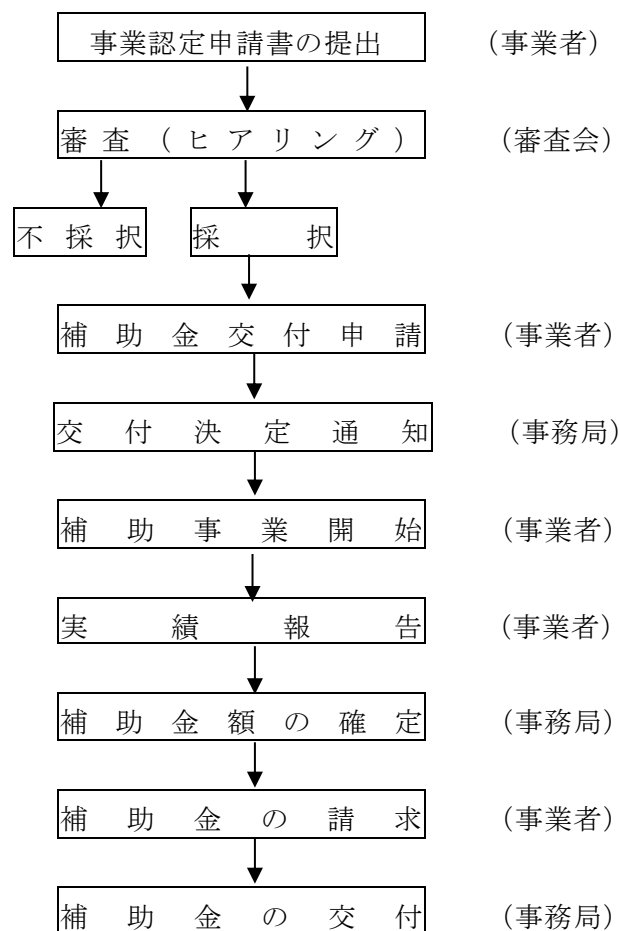 事業認定申請書の提出 （事業者）
審査（ヒアリング） （審査会）
不採択 採択
補助金交付申請 （事業者）
交付決定通知 （事務局）
補助事業開始 （事業者）
実績報告 （事業者）
補助金額の確定 （事務局）
補助金の請求 （事業者）
補助金の交付 （事務局）